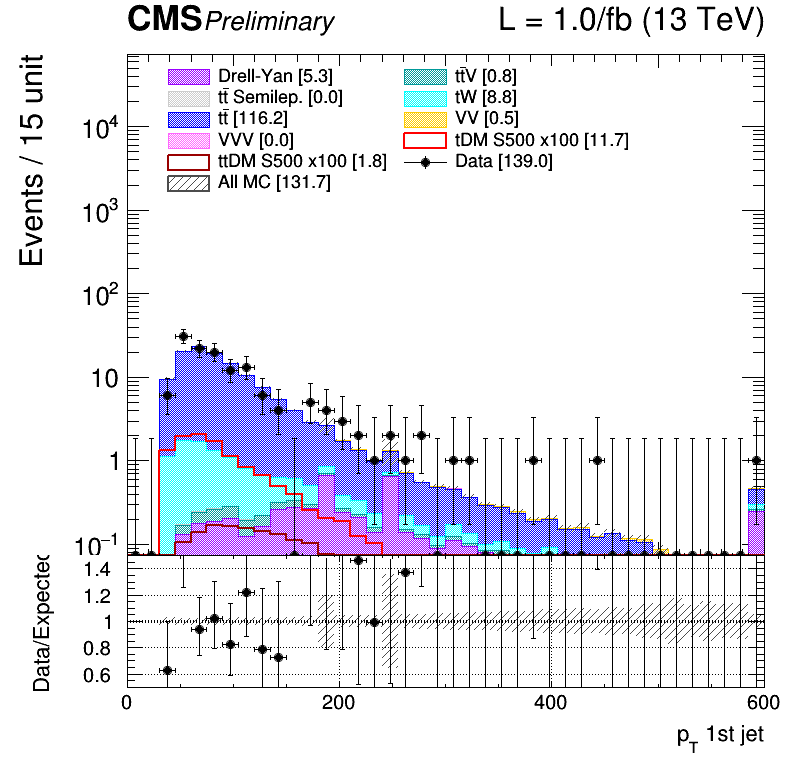 CMS Preliminary L = 1.0/fb (13 TeV)
Events / 15 unit
Drell-Yan [5.3]
tt̄ Semilep. [0.0]
tt̄ [116.2]
VVV [0.0]
ttDM S500 x100 [1.8]
All MC [131.7]
tt̄V [0.8]
tW [8.8]
VV [0.5]
tDM S500 x100 [11.7]
Data [139.0]
10⁴
10³
10²
10
1
10⁻¹
Data/Expected
1.4
1.2
1
0.8
0.6
0 200 400 600
p_T 1st jet